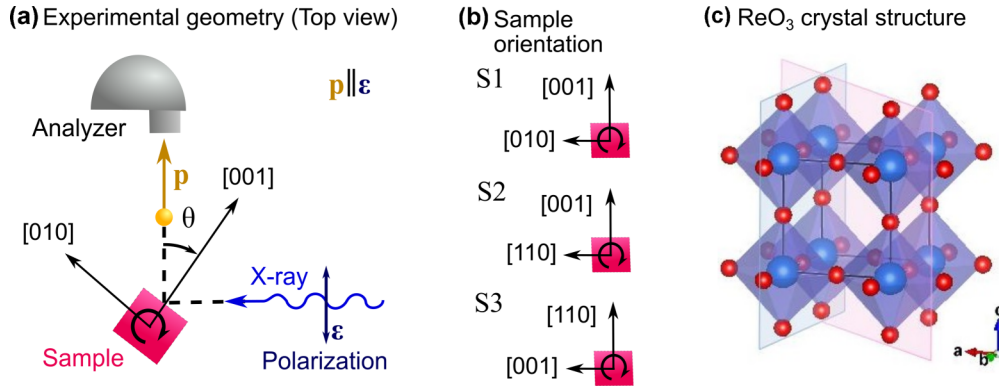 (a) Experimental geometry (Top view)
p||ε
Analyzer
p
[001]
θ
[010]
X-ray
ε
Sample
Polarization
(b) Sample
orientation
S1
[001]
[010]
S2
[001]
[110]
S3
[110]
[001]
(c) ReO₃ crystal structure
c
a
b